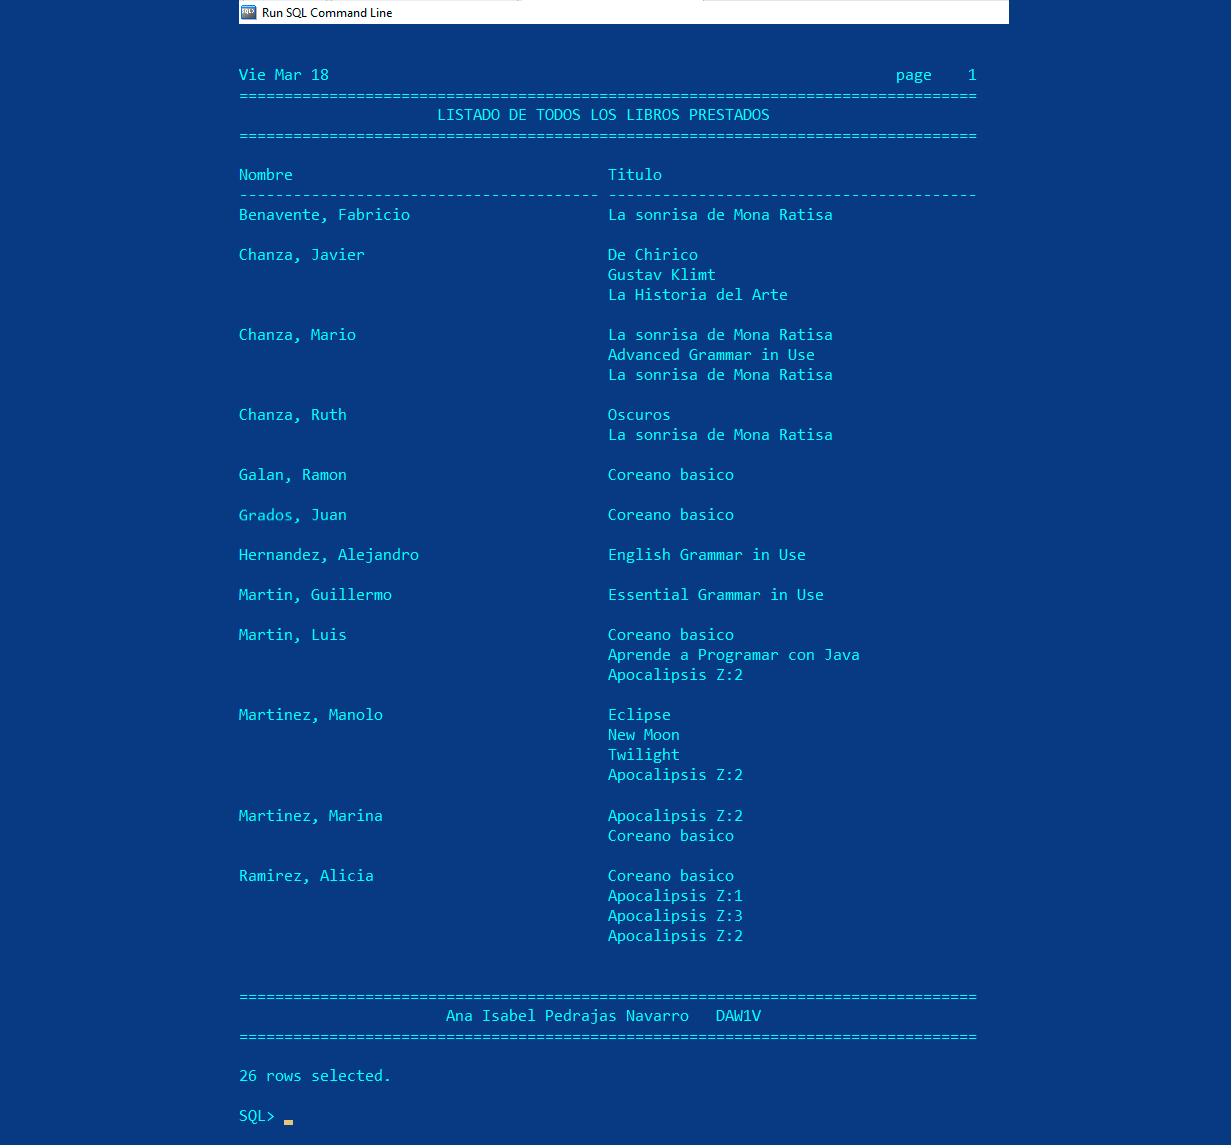 Run SQL Command Line
Vie Mar 18                                                               page    1
==================================================================================
                      LISTADO DE TODOS LOS LIBROS PRESTADOS
==================================================================================
Nombre                                   Titulo
---------------------------------------- -----------------------------------------
Benavente, Fabricio                      La sonrisa de Mona Ratisa
Chanza, Javier                           De Chirico
                                         Gustav Klimt
                                         La Historia del Arte
Chanza, Mario                            La sonrisa de Mona Ratisa
                                         Advanced Grammar in Use
                                         La sonrisa de Mona Ratisa
Chanza, Ruth                             Oscuros
                                         La sonrisa de Mona Ratisa
Galan, Ramon                             Coreano basico
Grados, Juan                             Coreano basico
Hernandez, Alejandro                     English Grammar in Use
Martin, Guillermo                        Essential Grammar in Use
Martin, Luis                             Coreano basico
                                         Aprende a Programar con Java
                                         Apocalipsis Z:2
Martinez, Manolo                         Eclipse
                                         New Moon
                                         Twilight
                                         Apocalipsis Z:2
Martinez, Marina                         Apocalipsis Z:2
                                         Coreano basico
Ramirez, Alicia                          Coreano basico
                                         Apocalipsis Z:1
                                         Apocalipsis Z:3
                                         Apocalipsis Z:2
==================================================================================
                       Ana Isabel Pedrajas Navarro   DAW1V
==================================================================================
26 rows selected.
SQL> _